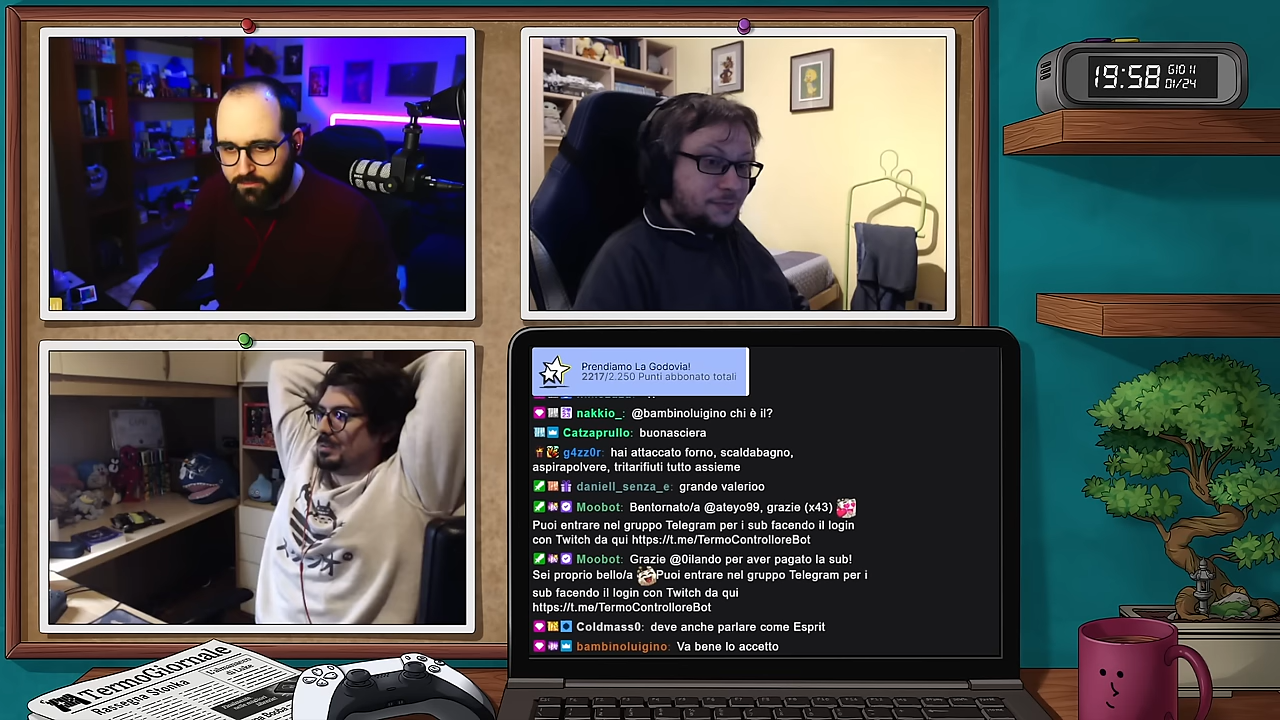 19:58
GIO 11
01/24
Prendiamo La Godovia!
2217/2.250 Punti abbonato totali
nakkio_: @bambinoluigino chi è il?
Catzaprullo: buonasciera
g4zz0r: hai attaccato forno, scaldabagno,
aspirapolvere, tritarifiuti tutto assieme
daniell_senza_e: grande valerioo
Moobot: Bentornato/a @ateyo99, grazie (x43)
Puoi entrare nel gruppo Telegram per i sub facendo il login
con Twitch da qui https://t.me/TermoControlloreBot
Moobot: Grazie @0ilando per aver pagato la sub!
Sei proprio bello/a Puoi entrare nel gruppo Telegram per i
sub facendo il login con Twitch da qui
https://t.me/TermoControlloreBot
Coldmass0: deve anche parlare come Esprit
bambinoluigino: Va bene lo accetto
TermoGiornale